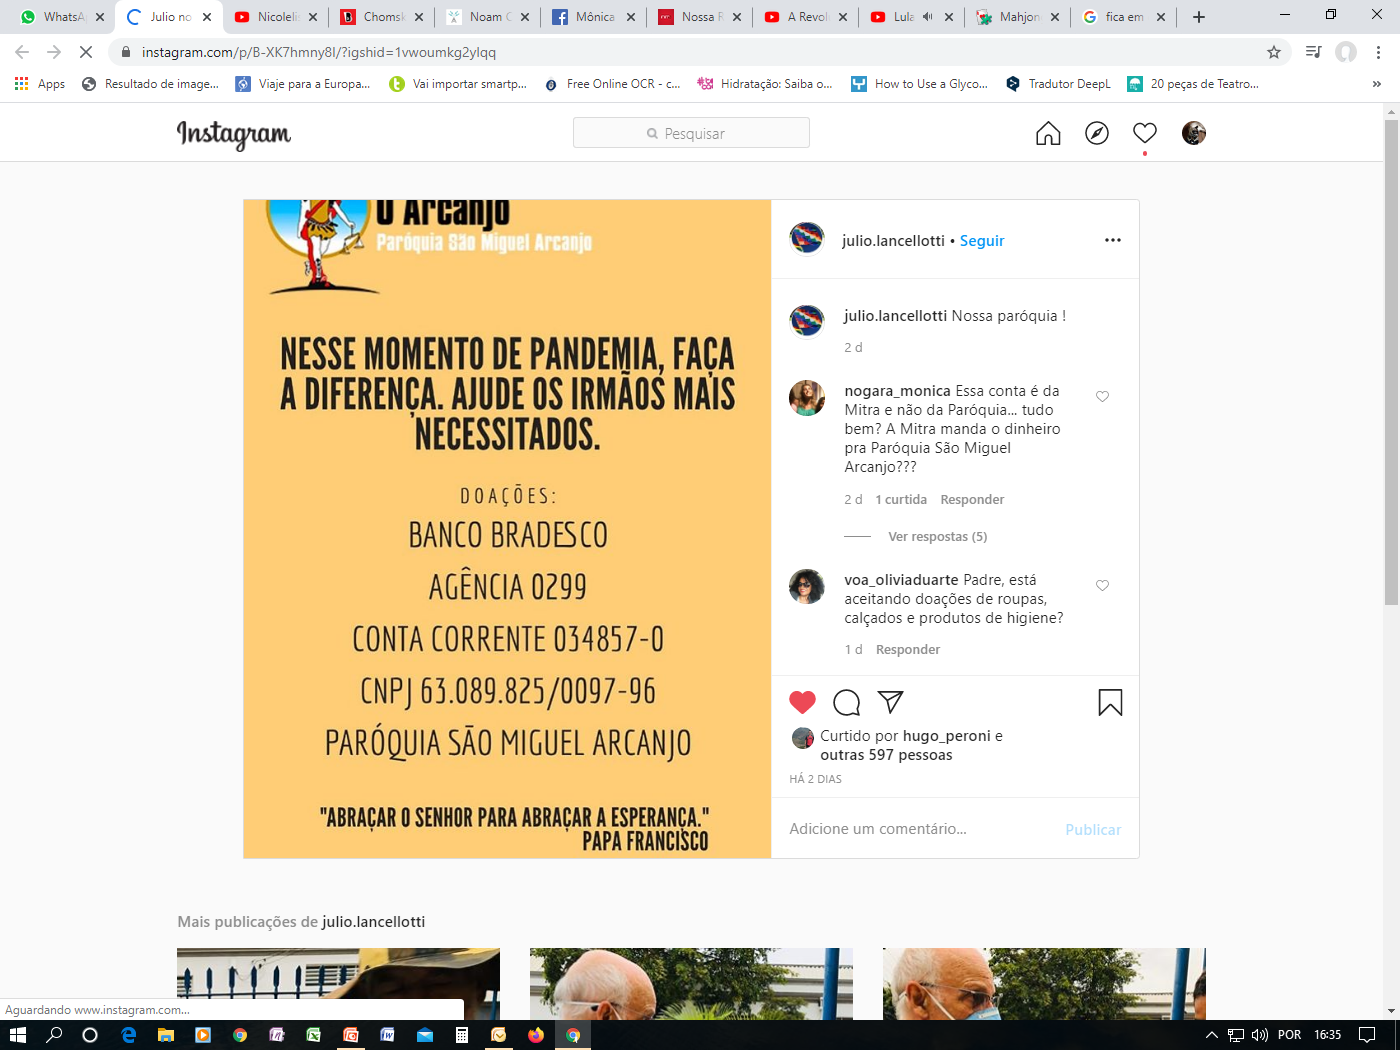 WhatsA
Julio no
Nicoleli
Chomsk
Noam C
Mônica
Nossa R
A Revol
Lula
Mahjon
fica em
instagram.com/p/B-XK7hmny8I/?igshid=1vwoumkg2ylqq
Apps
Resultado de image...
Viaje para a Europa...
Vai importar smartp...
Free Online OCR - c...
Hidratação: Saiba o...
How to Use a Glyco...
Tradutor DeepL
20 peças de Teatro...
Instagram
Pesquisar
O Arcanjo
Paróquia São Miguel Arcanjo
NESSE MOMENTO DE PANDEMIA, FAÇA
A DIFERENÇA. AJUDE OS IRMÃOS MAIS
NECESSITADOS.
DOAÇÕES:
BANCO BRADESCO
AGÊNCIA 0299
CONTA CORRENTE 034857-0
CNPJ 63.089.825/0097-96
PARÓQUIA SÃO MIGUEL ARCANJO
"ABRAÇAR O SENHOR PARA ABRAÇAR A ESPERANÇA."
PAPA FRANCISCO
julio.lancellotti • Seguir
julio.lancellotti Nossa paróquia !
2 d
nogara_monica Essa conta é da
Mitra e não da Paróquia... tudo
bem? A Mitra manda o dinheiro
pra Paróquia São Miguel
Arcanjo???
2 d 1 curtida Responder
Ver respostas (5)
voa_oliviaduarte Padre, está
aceitando doações de roupas,
calçados e produtos de higiene?
1 d Responder
Curtido por hugo_peroni e
outras 597 pessoas
HÁ 2 DIAS
Adicione um comentário...
Publicar
Mais publicações de julio.lancellotti
Aguardando www.instagram.com...
POR
16:35